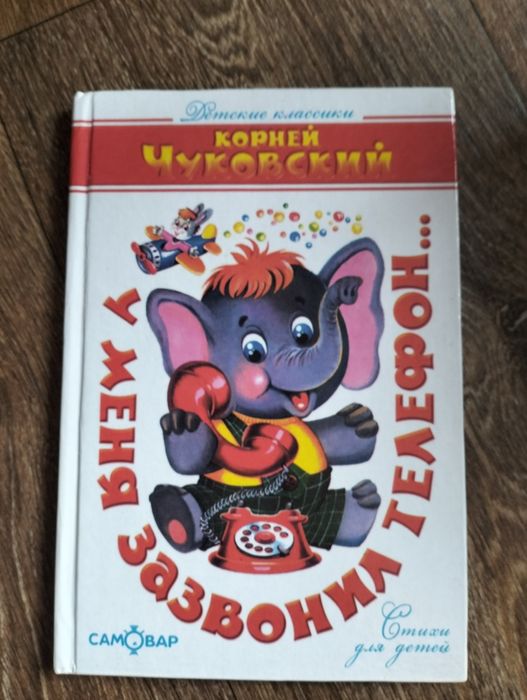 Детские классики
КОРНЕЙ
ЧУКОВСКИЙ
У МЕНЯ ЗАЗВОНИЛ ТЕЛЕФОН...
Стихи
для детей
САМОВАР